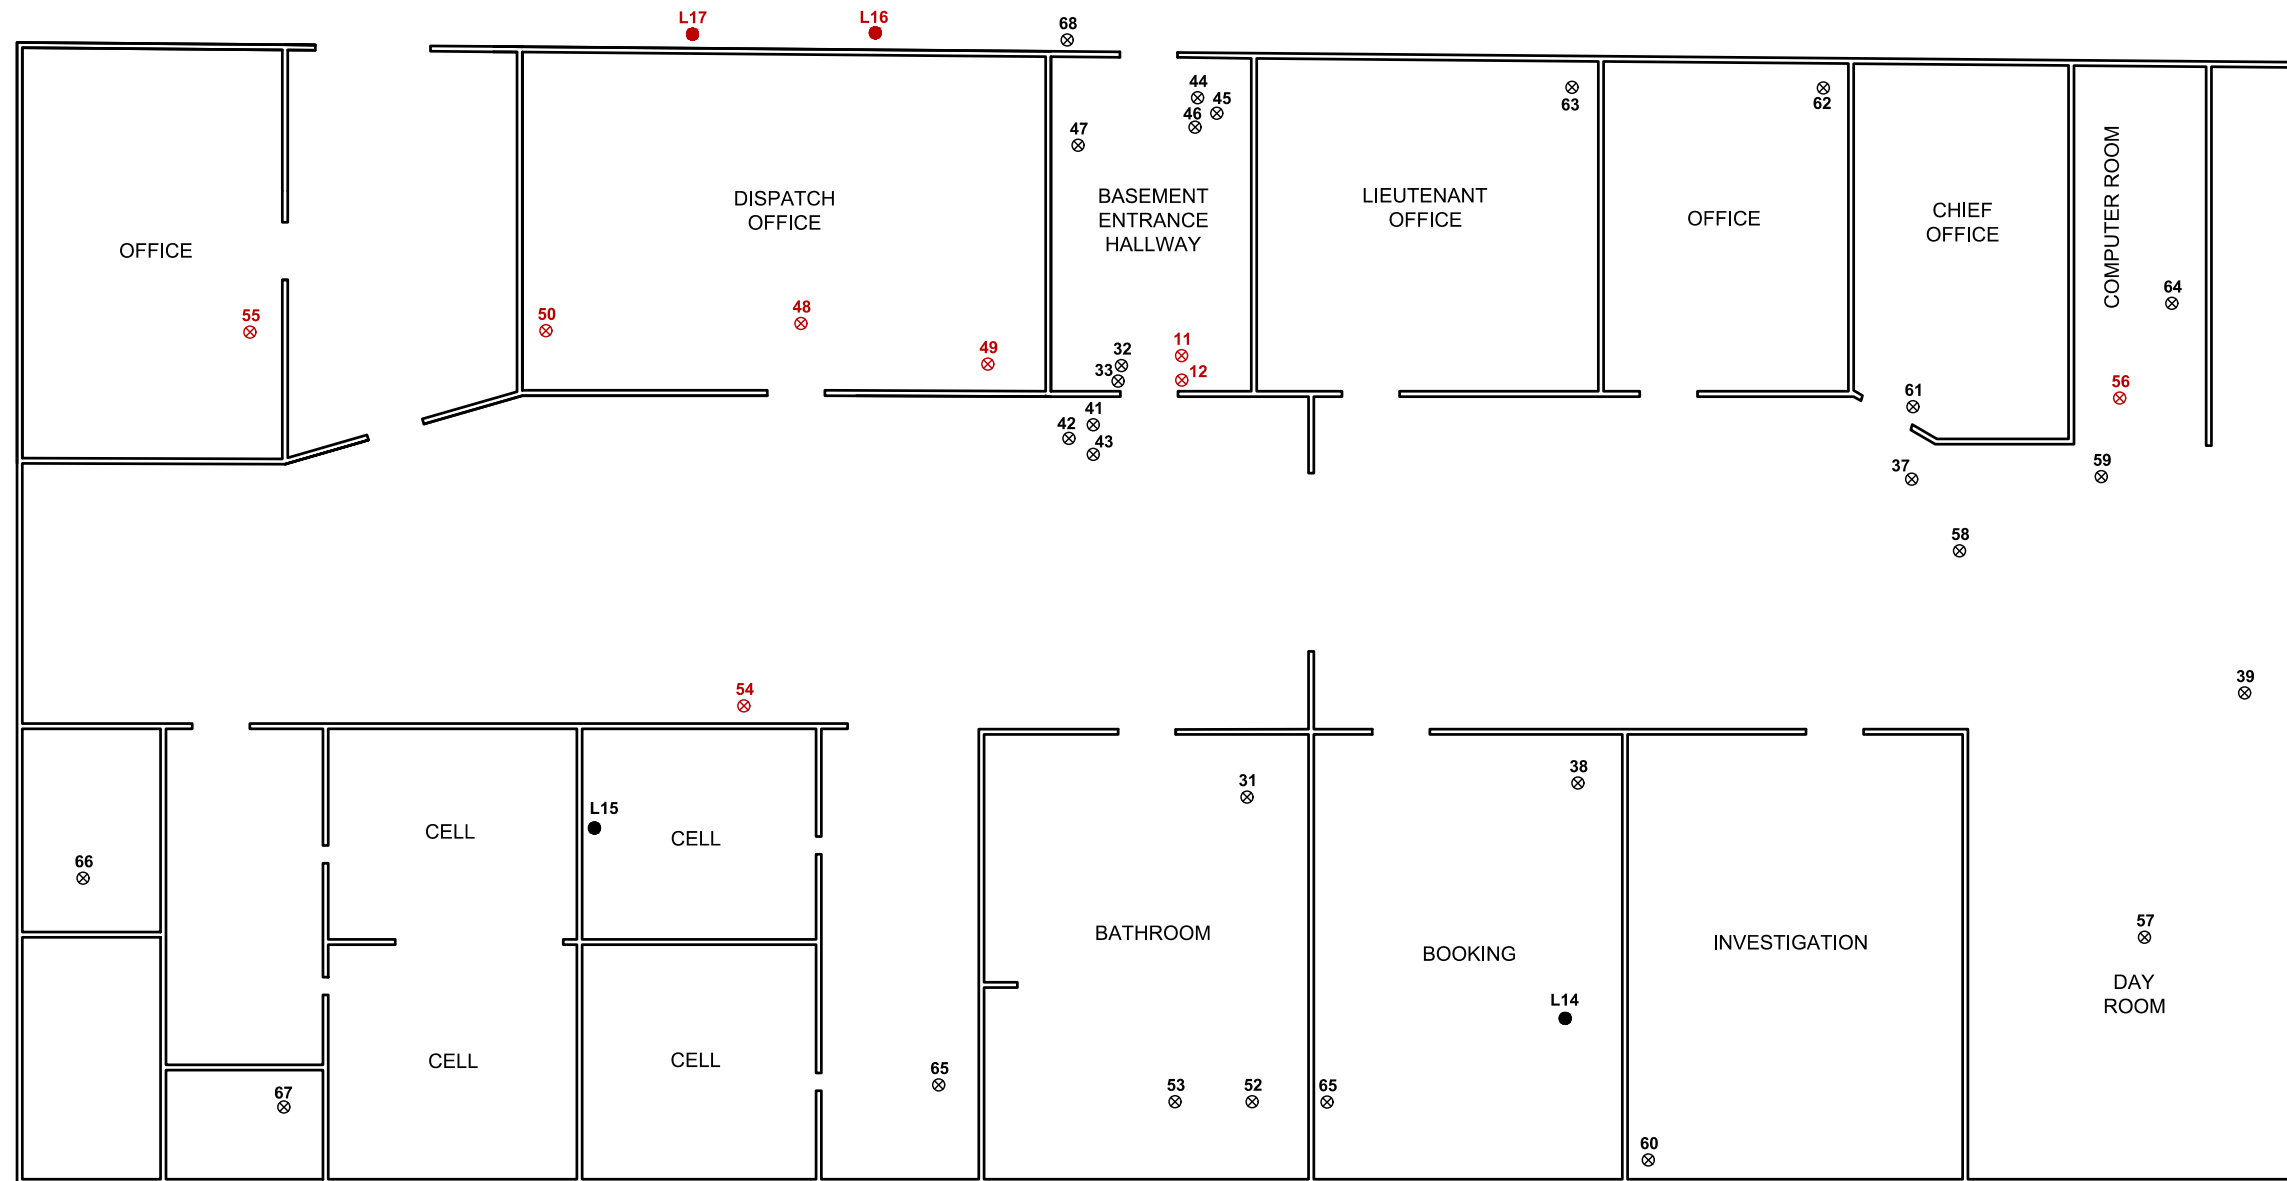 L17
L16
68
44
45
46
47
63
62
COMPUTER ROOM
DISPATCH
OFFICE
BASEMENT
ENTRANCE
HALLWAY
LIEUTENANT
OFFICE
OFFICE
CHIEF
OFFICE
OFFICE
64
55
50
48
49
32
33
11
12
56
61
41
42
43
37
59
58
54
39
31
38
L15
CELL
CELL
66
BATHROOM
BOOKING
INVESTIGATION
57
DAY
ROOM
L14
CELL
CELL
67
65
53
52
65
60